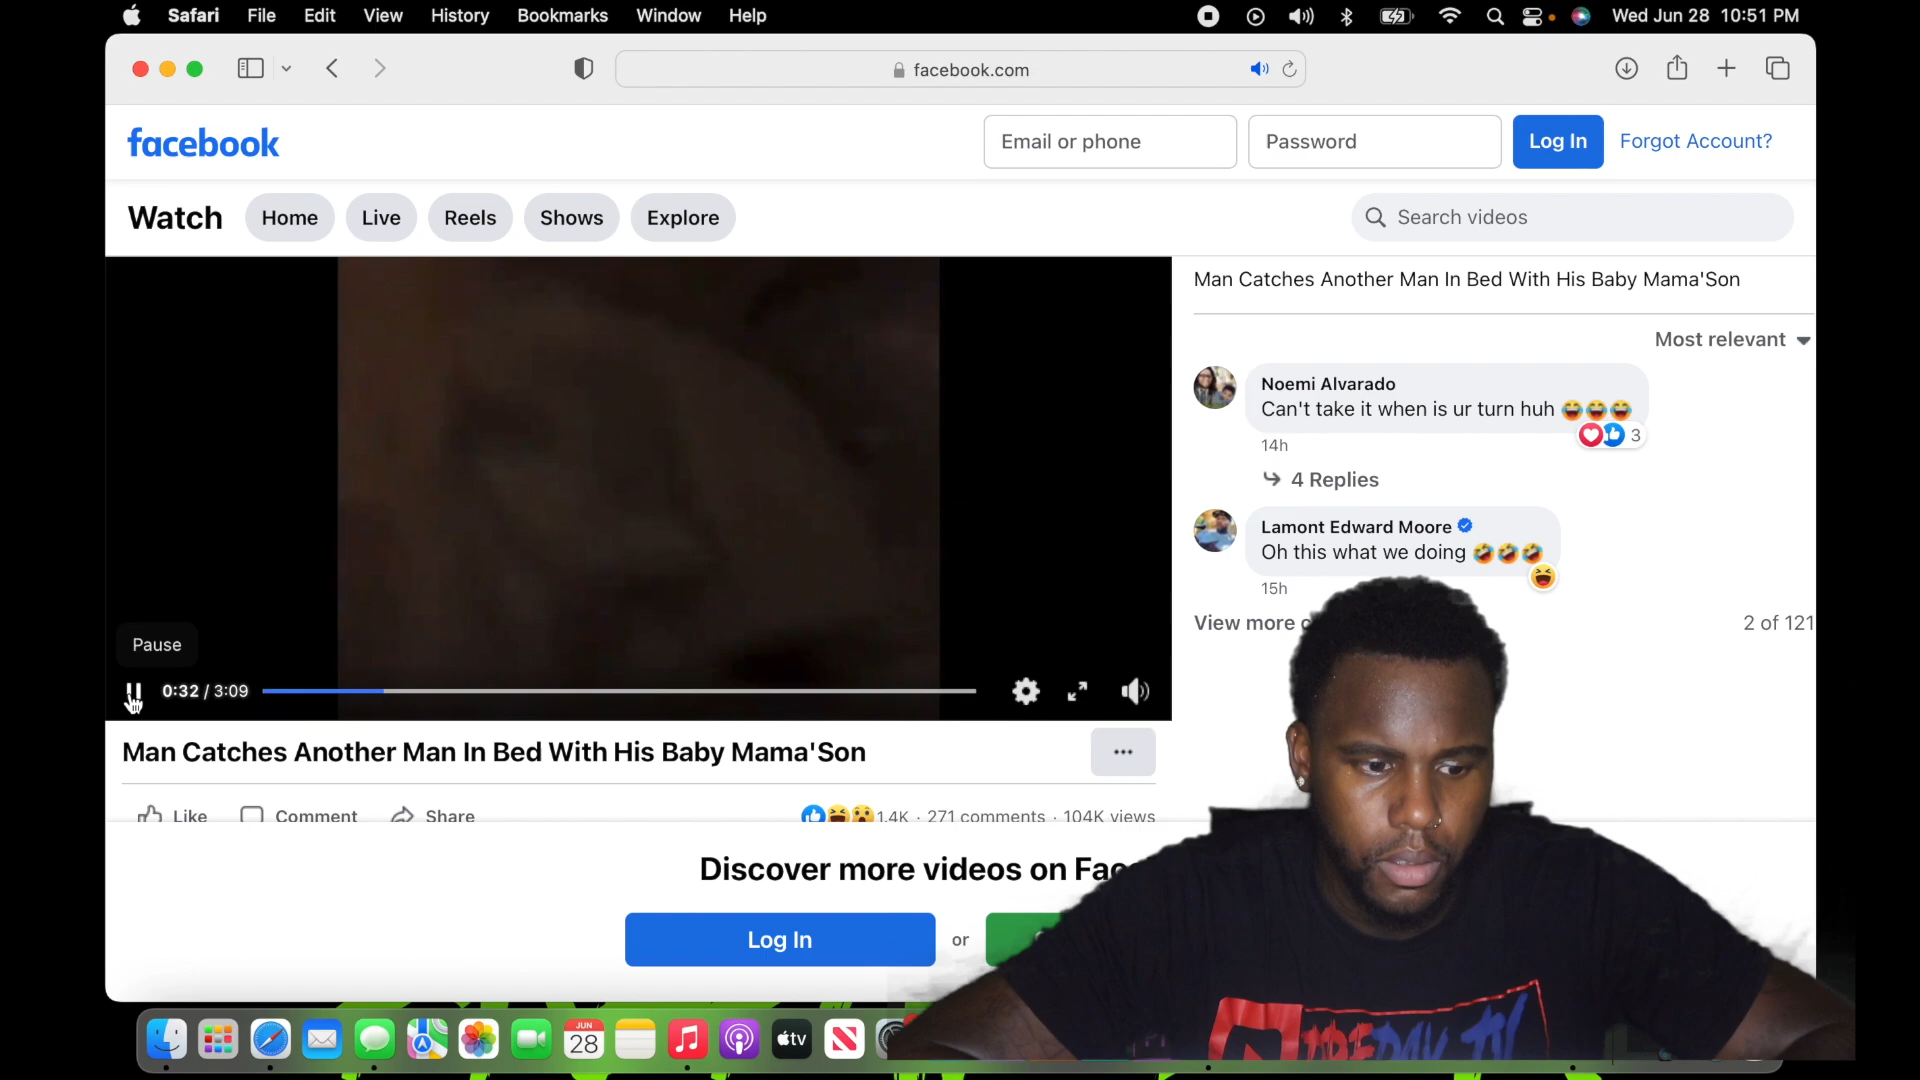 Safari File Edit View History Bookmarks Window Help Wed Jun 28 10:51 PM
facebook.com
facebook
Email or phone
Password
Log In
Forgot Account?
Watch
Home
Live
Reels
Shows
Explore
Search videos
Man Catches Another Man In Bed With His Baby Mama'Son
Most relevant
Noemi Alvarado
Can't take it when is ur turn huh 😂😂😂
3
14h
4 Replies
Lamont Edward Moore
Oh this what we doing 🤣🤣🤣
15h
View more
2 of 121
Pause
0:32 / 3:09
Man Catches Another Man In Bed With His Baby Mama'Son
Like
Comment
Share
1.4K · 271 comments · 104K views
Discover more videos on
Log In
or
JUN
28
tv
TV